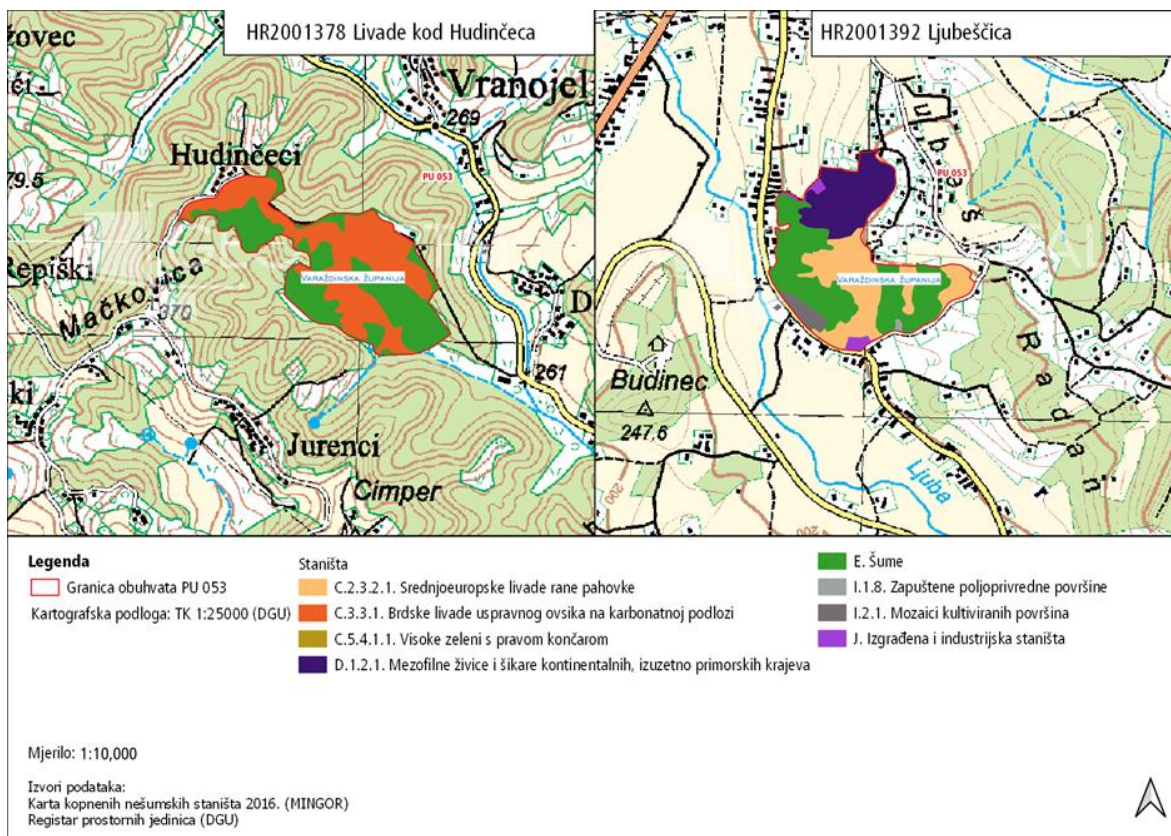 HR2001378 Livade kod Hudinčeca
zovec
Vranojel
269
PU 053
Hudinčeci
79.5
VARAŽDINSKA ŽUPANIJA
Repiški
Mačkovica
370
D
261
ki
Jurenci
Cimper
HR2001392 Ljubeščica
PU 053
VARAŽDINSKA ŽUPANIJA
Budinec
247.6
Ljuba
200
200
Legenda
Granica obuhvata PU 053
Kartografska podloga: TK 1:25000 (DGU)
Staništa
C.2.3.2.1. Srednjoeuropske livade rane pahovke
C.3.3.1. Brdske livade uspravnog ovsika na karbonatnoj podlozi
C.5.4.1.1. Visoke zeleni s pravom končarom
D.1.2.1. Mezofilne živice i šikare kontinentalnih, izuzetno primorskih krajeva
E. Šume
I.1.8. Zapuštene poljoprivredne površine
I.2.1. Mozaici kultiviranih površina
J. Izgrađena i industrijska staništa
Mjerilo: 1:10,000
Izvori podataka:
Karta kopnenih nešumskih staništa 2016. (MINGOR)
Registar prostornih jedinica (DGU)